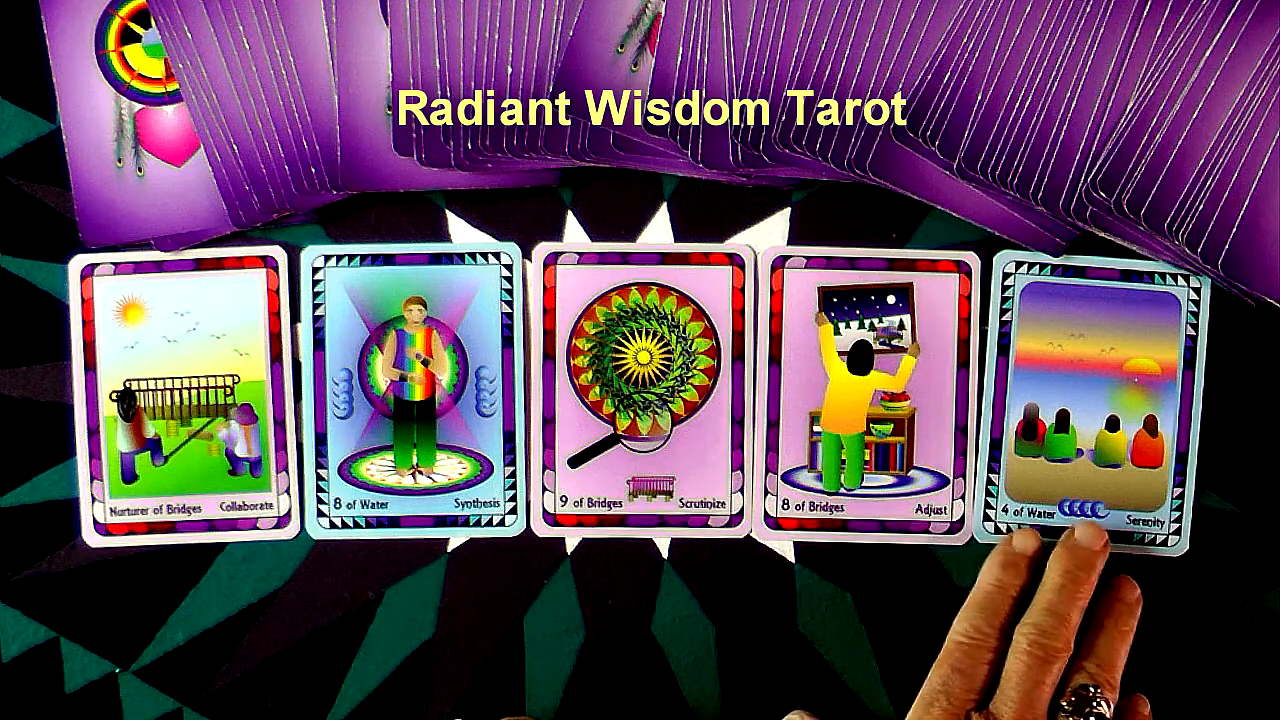 Radiant Wisdom Tarot
Nurturer of Bridges Collaborate
8 of Water Synthesis
9 of Bridges Scrutinize
8 of Bridges Adjust
4 of Water Serenity